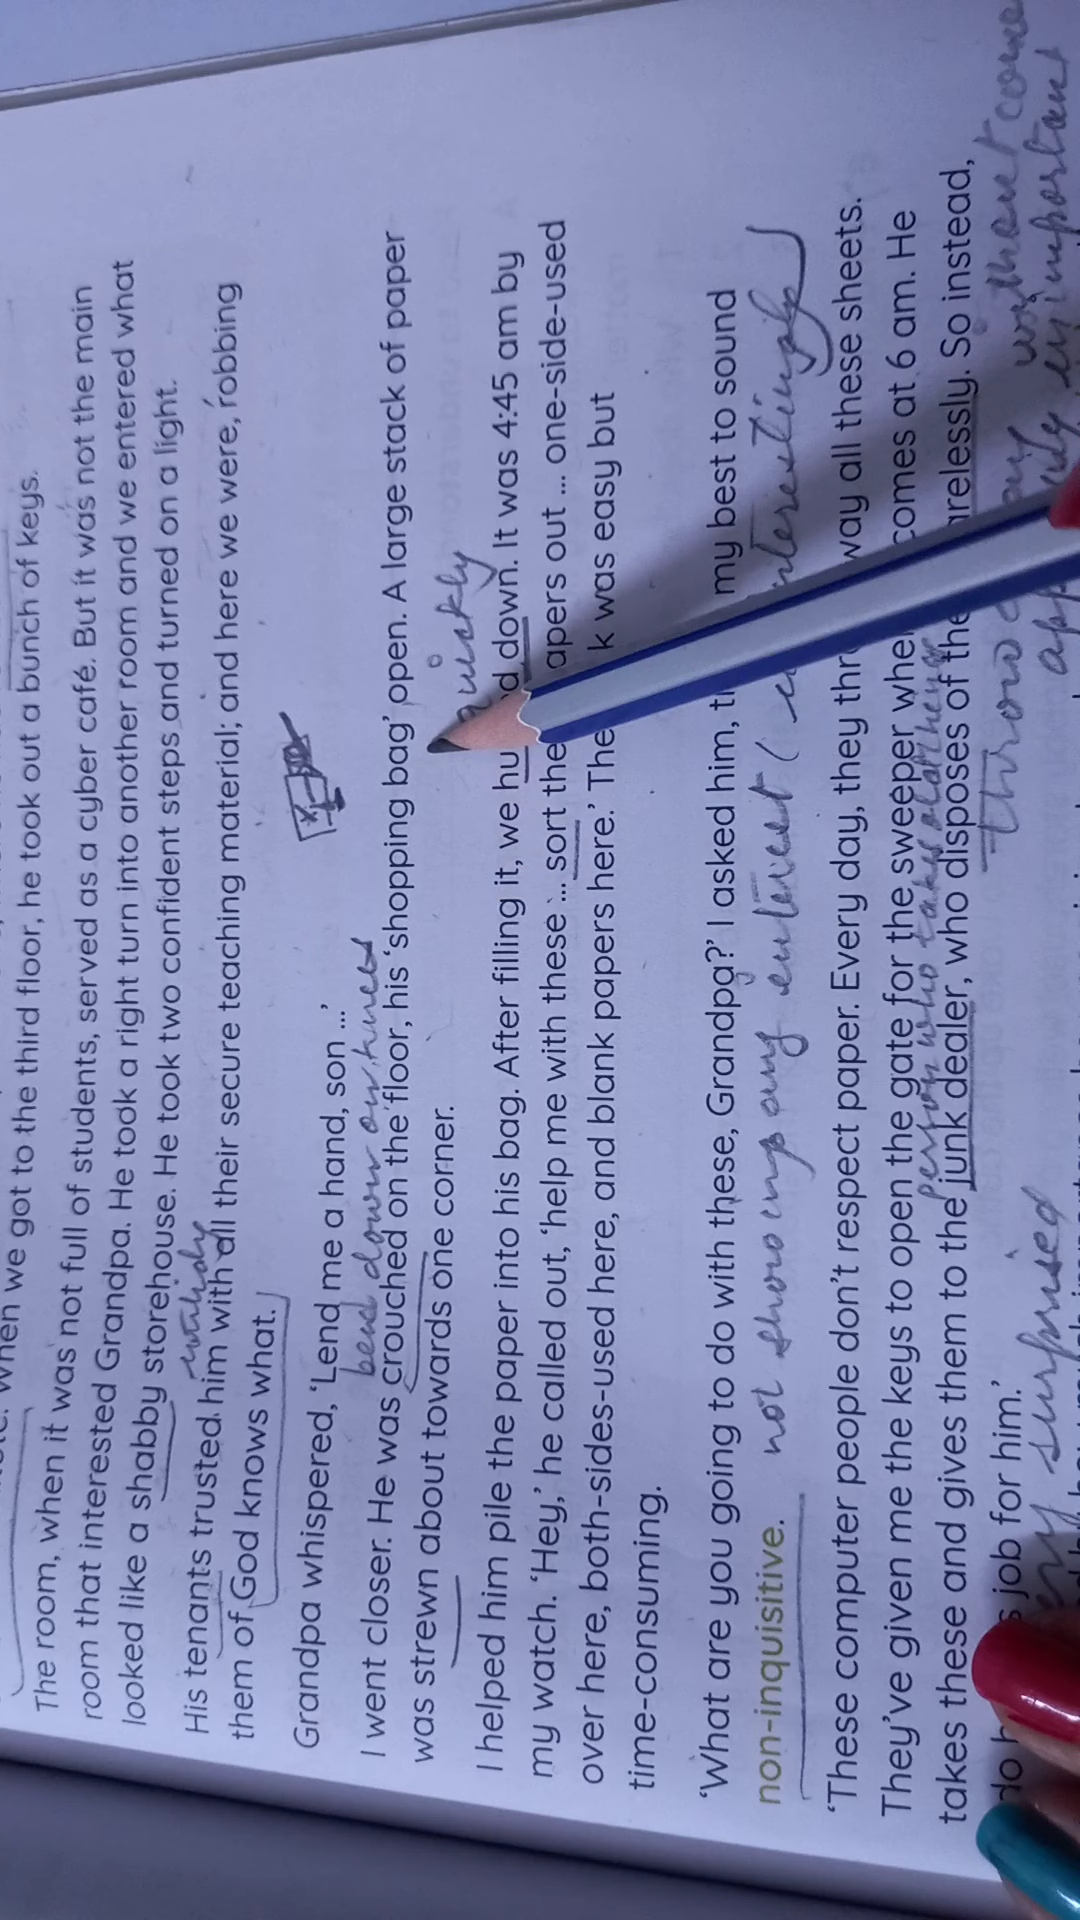 When we got to the third floor, he took out a bunch of keys.
The room, when it was not full of students, served as a cyber café. But it was not the main
room that interested Grandpa. He took a right turn into another room and we entered what
looked like a shabby storehouse. He took two confident steps and turned on a light.
His tenants trusted him with all their secure teaching material; and here we were, robbing
them of God knows what.
Grandpa whispered, 'Lend me a hand, son ...'
bend down on knees
I went closer. He was crouched on the floor, his 'shopping bag' open. A large stack of paper
was strewn about towards one corner.
quickly
I helped him pile the paper into his bag. After filling it, we down. It was 4:45 am by
my watch. 'Hey,' he called out, 'help me with these ... sort the apers out ... one-side-used
over here, both-sides-used here, and blank papers here.' The k was easy but
time-consuming.
'What are you going to do with these, Grandpa?' I asked him, my best to sound
non-inquisitive. not showing any interest (
'These computer people don't respect paper. Every day, they thr way all these sheets.
They've given me the keys to open the gate for the sweeper whe comes at 6 am. He
person who takes all the
takes these and gives them to the junk dealer, who disposes of the arelessly. So instead,
throw any without
job for him.'
surprised